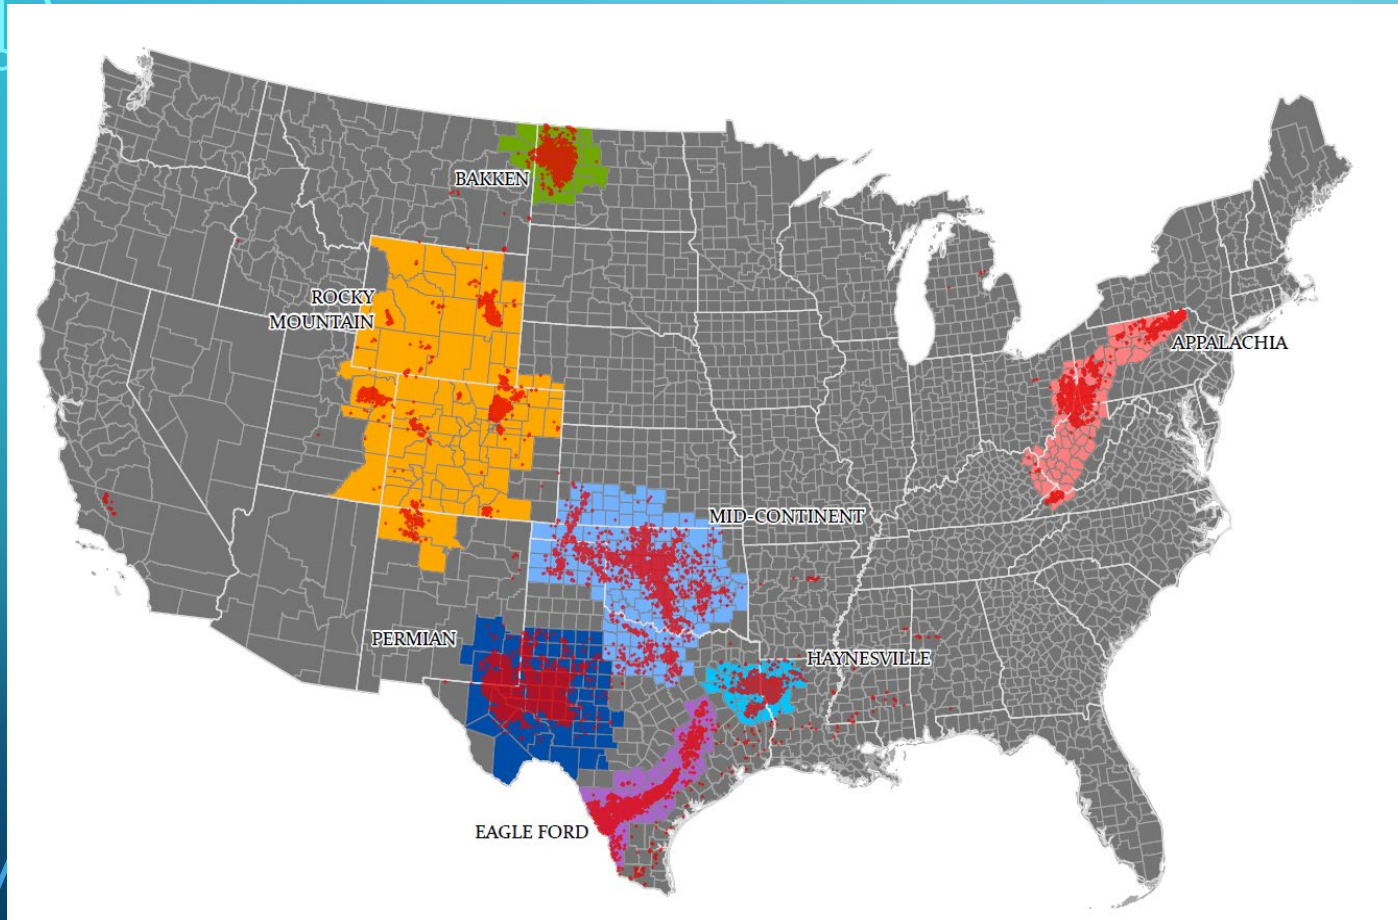 BAKKEN
ROCKY
MOUNTAIN
APPALACHIA
MID-CONTINENT
PERMIAN
HAYNESVILLE
EAGLE FORD